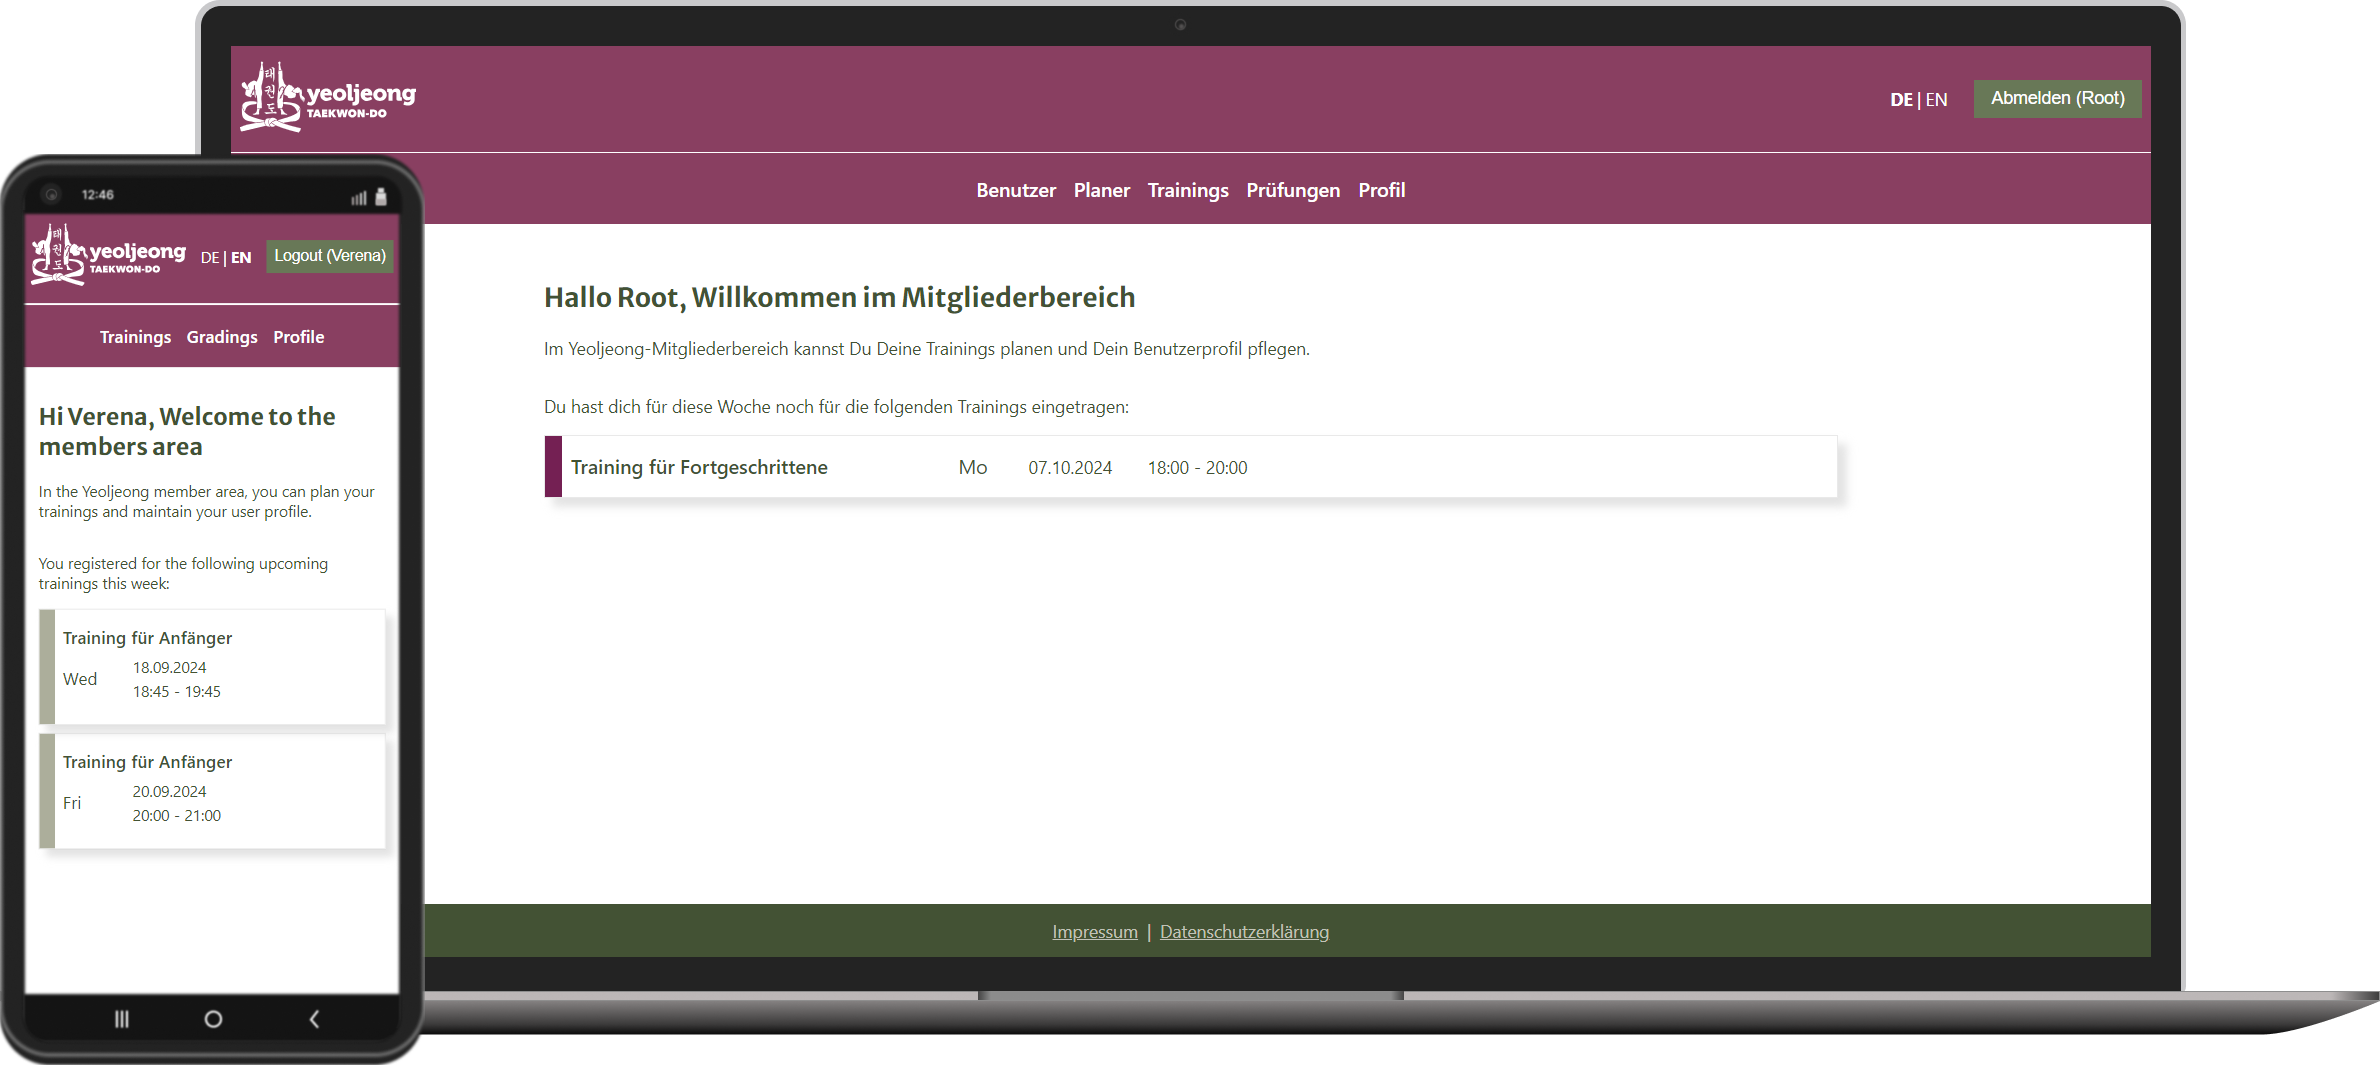 태
권
도
yeoljeong
TAEKWON-DO
DE | EN
Abmelden (Root)
Benutzer Planer Trainings Prüfungen Profil
Hallo Root, Willkommen im Mitgliederbereich
Im Yeoljeong-Mitgliederbereich kannst Du Deine Trainings planen und Dein Benutzerprofil pflegen.
Du hast dich für diese Woche noch für die folgenden Trainings eingetragen:
Training für Fortgeschrittene Mo 07.10.2024 18:00 - 20:00
Impressum | Datenschutzerklärung
12:46
태
권
도
yeoljeong
TAEKWON-DO
DE | EN
Logout (Verena)
Trainings Gradings Profile
Hi Verena, Welcome to the
members area
In the Yeoljeong member area, you can plan your
trainings and maintain your user profile.
You registered for the following upcoming
trainings this week:
Training für Anfänger
Wed
18.09.2024
18:45 - 19:45
Training für Anfänger
Fri
20.09.2024
20:00 - 21:00